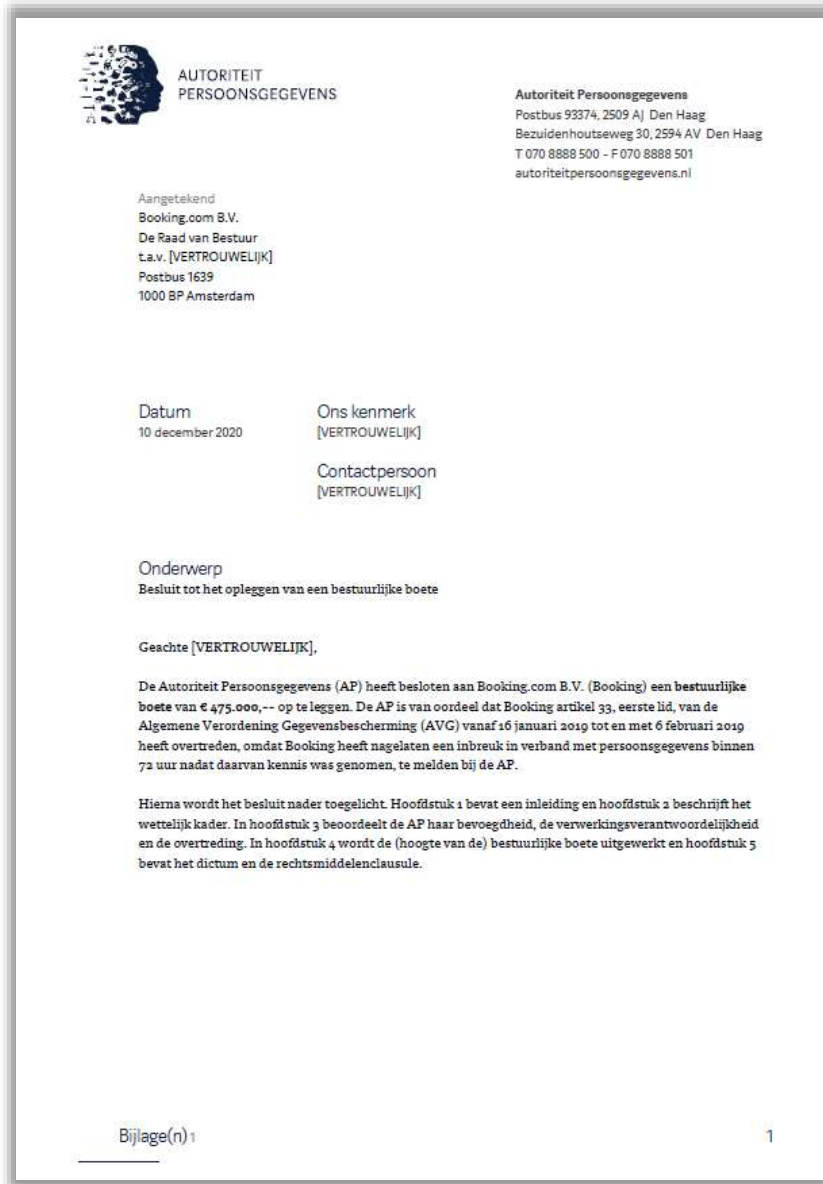 AUTORITEIT
PERSOONSGEGEVENS
Autoriteit Persoonsgegevens
Postbus 93374, 2509 AJ Den Haag
Bezuidenhoutseweg 30, 2594 AV Den Haag
T 070 8888 500 - F 070 8888 501
autoriteitpersoonsgegevens.nl
Aangetekend
Booking.com B.V.
De Raad van Bestuur
t.a.v. [VERTROUWELIJK]
Postbus 1639
1000 BP Amsterdam
Datum
10 december 2020
Ons kenmerk
[VERTROUWELIJK]
Contactpersoon
[VERTROUWELIJK]
Onderwerp
Besluit tot het opleggen van een bestuurlijke boete
Geachte [VERTROUWELIJK],
De Autoriteit Persoonsgegevens (AP) heeft besloten aan Booking.com B.V. (Booking) een bestuurlijke
boete van € 475.000,-- op te leggen. De AP is van oordeel dat Booking artikel 33, eerste lid, van de
Algemene Verordening Gegevensbescherming (AVG) vanaf 16 januari 2019 tot en met 6 februari 2019
heeft overtreden, omdat Booking heeft nagelaten een inbreuk in verband met persoonsgegevens binnen
72 uur nadat daarvan kennis was genomen, te melden bij de AP.
Hierna wordt het besluit nader toegelicht. Hoofdstuk 1 bevat een inleiding en hoofdstuk 2 beschrijft het
wettelijk kader. In hoofdstuk 3 beoordeelt de AP haar bevoegdheid, de verwerkingsverantwoordelijkheid
en de overtreding. In hoofdstuk 4 wordt de (hoogte van de) bestuurlijke boete uitgewerkt en hoofdstuk 5
bevat het dictum en de rechtsmiddelenclausule.
Bijlage(n) 1
1